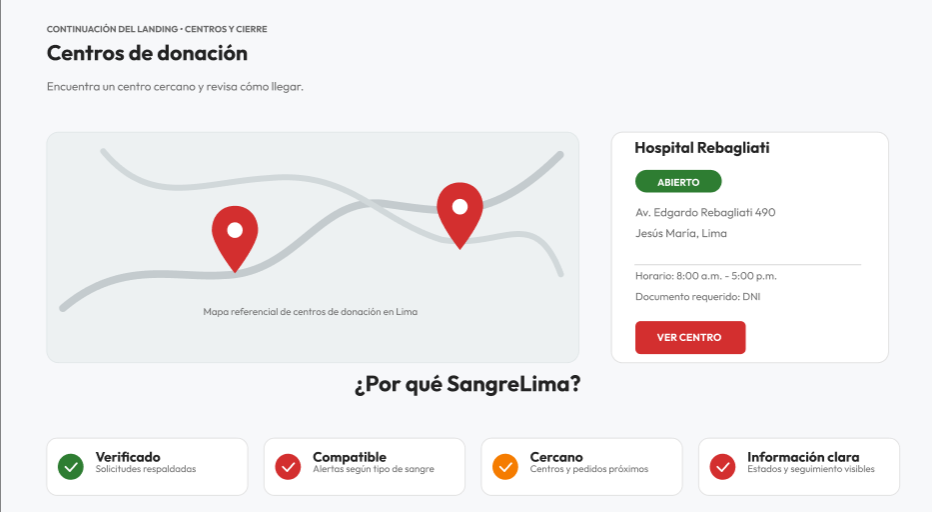 CONTINUACIÓN DEL LANDING • CENTROS Y CIERRE
Centros de donación
Encuentra un centro cercano y revisa cómo llegar.
Mapa referencial de centros de donación en Lima
Hospital Rebagliati
ABIERTO
Av. Edgardo Rebagliati 490
Jesús María, Lima
Horario: 8:00 a.m. - 5:00 p.m.
Documento requerido: DNI
VER CENTRO
¿Por qué SangreLima?
Verificado
Solicitudes respaldadas
Compatible
Alertas según tipo de sangre
Cercano
Centros y pedidos próximos
Información clara
Estados y seguimiento visibles